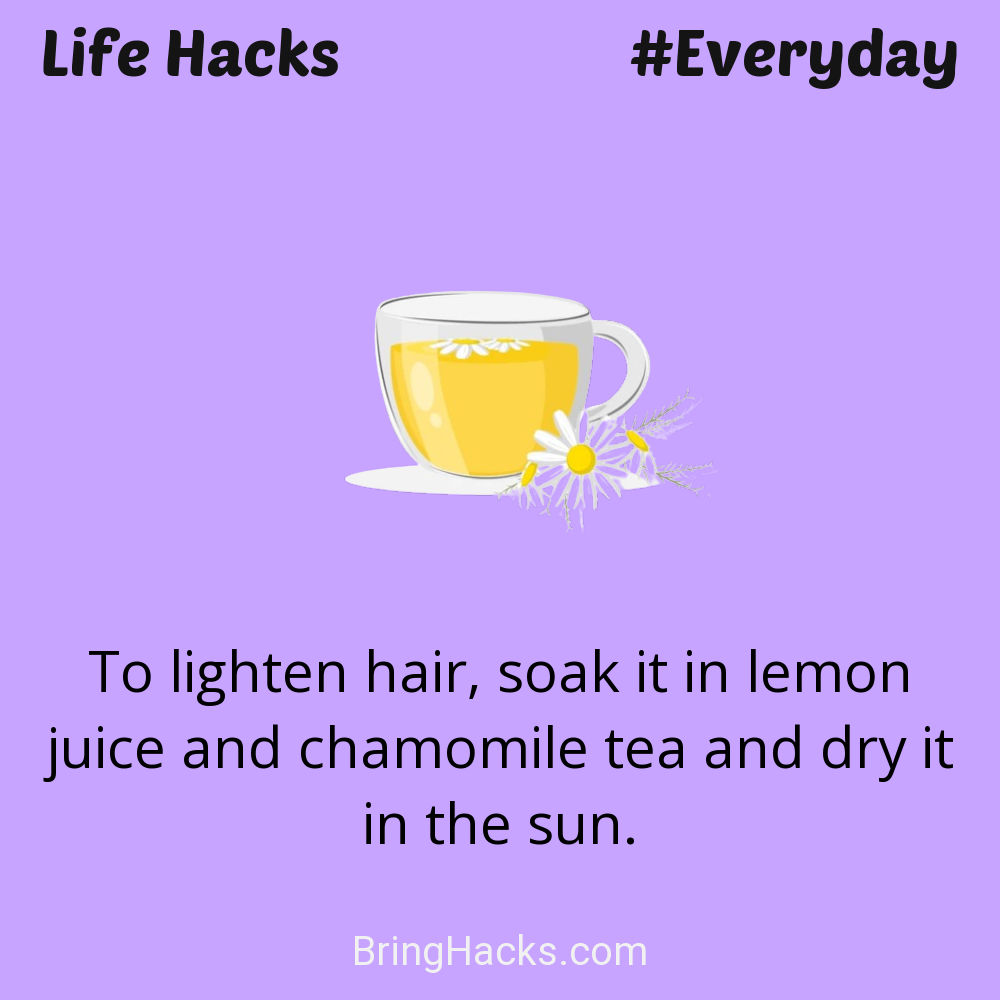 Life Hacks
#Everyday
To lighten hair, soak it in lemon
juice and chamomile tea and dry it
in the sun.
BringHacks.com